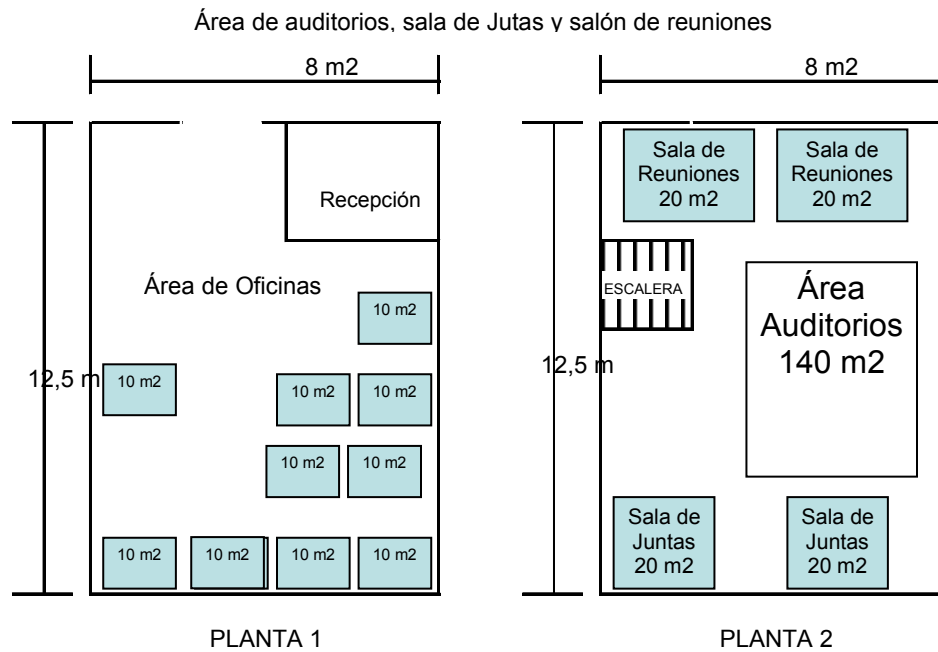 Área de auditorios, sala de Jutas y salón de reuniones
8 m2
8 m2
Recepción
Área de Oficinas
10 m2
12,5 m
10 m2
10 m2
10 m2
10 m2
10 m2
10 m2
10 m2
10 m2
10 m2
PLANTA 1
Sala de
Reuniones
20 m2
Sala de
Reuniones
20 m2
ESCALERA
Área
Auditorios
140 m2
12,5 m
Sala de
Juntas
20 m2
Sala de
Juntas
20 m2
PLANTA 2